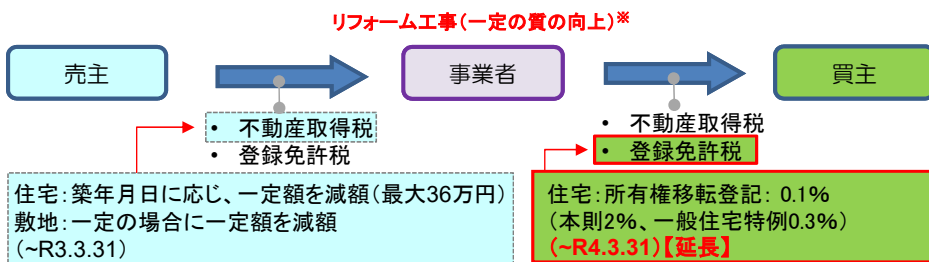 リフォーム工事（一定の質の向上）※
売主
事業者
買主
• 不動産取得税
• 登録免許税
• 不動産取得税
• 登録免許税
住宅：築年月日に応じ、一定額を減額（最大36万円）
敷地：一定の場合に一定額を減額
（~R3.3.31）
住宅：所有権移転登記： 0.1%
（本則2%、一般住宅特例0.3%）
（~R4.3.31）【延長】